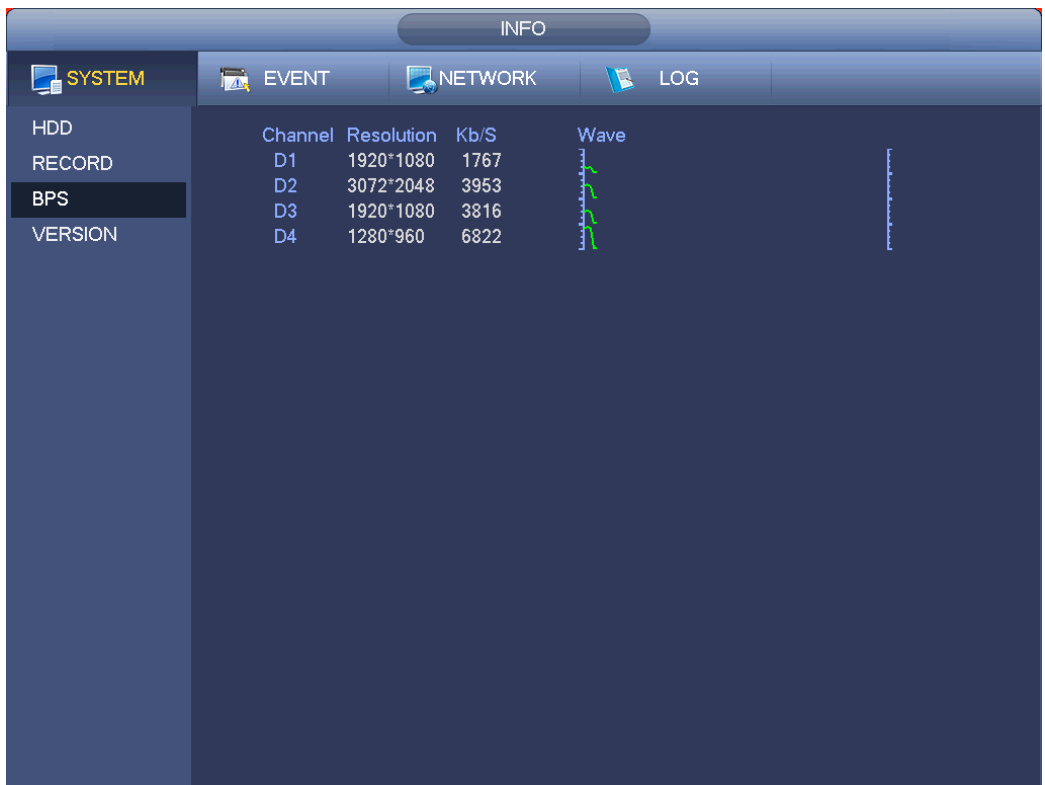 INFO
SYSTEM EVENT NETWORK LOG
HDD
RECORD
BPS
VERSION
Channel Resolution Kb/S Wave
D1 1920*1080 1767
D2 3072*2048 3953
D3 1920*1080 3816
D4 1280*960 6822